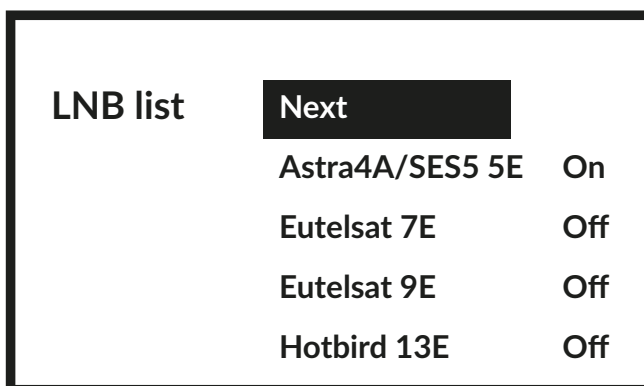 LNB list Next
Astra4A/SES5 5E On
Eutelsat 7E Off
Eutelsat 9E Off
Hotbird 13E Off